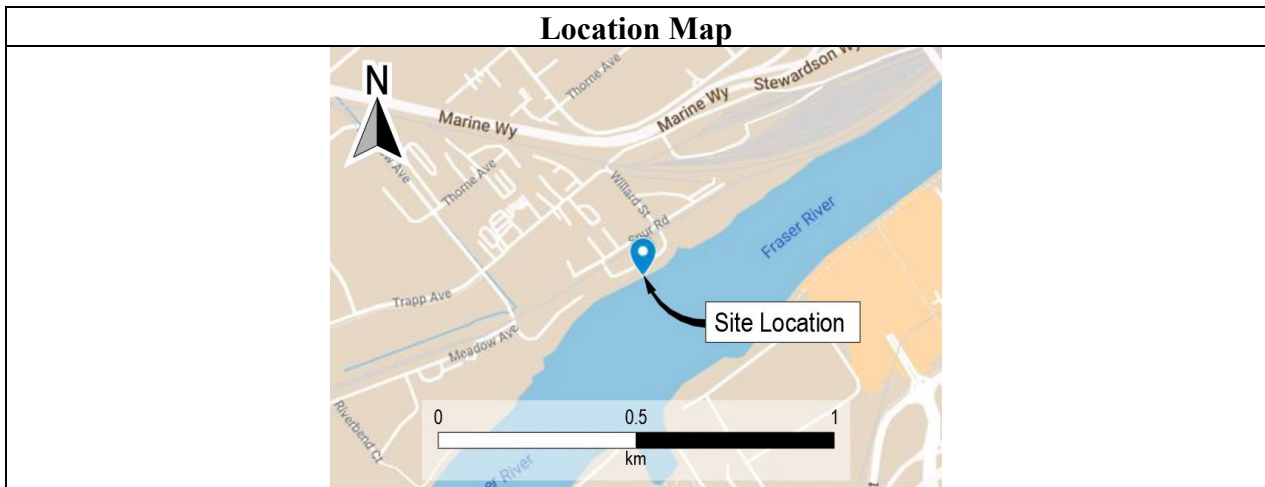 Location Map
N
Thorne Ave
Stewardson Wy
Marine Wy
Marine Wy
Ave
Thorne Ave
Willard St
Spur Rd
Fraser River
Trapp Ave
Site Location
Meadow Ave
0 0.5 1
km
Riverbend Ct
River